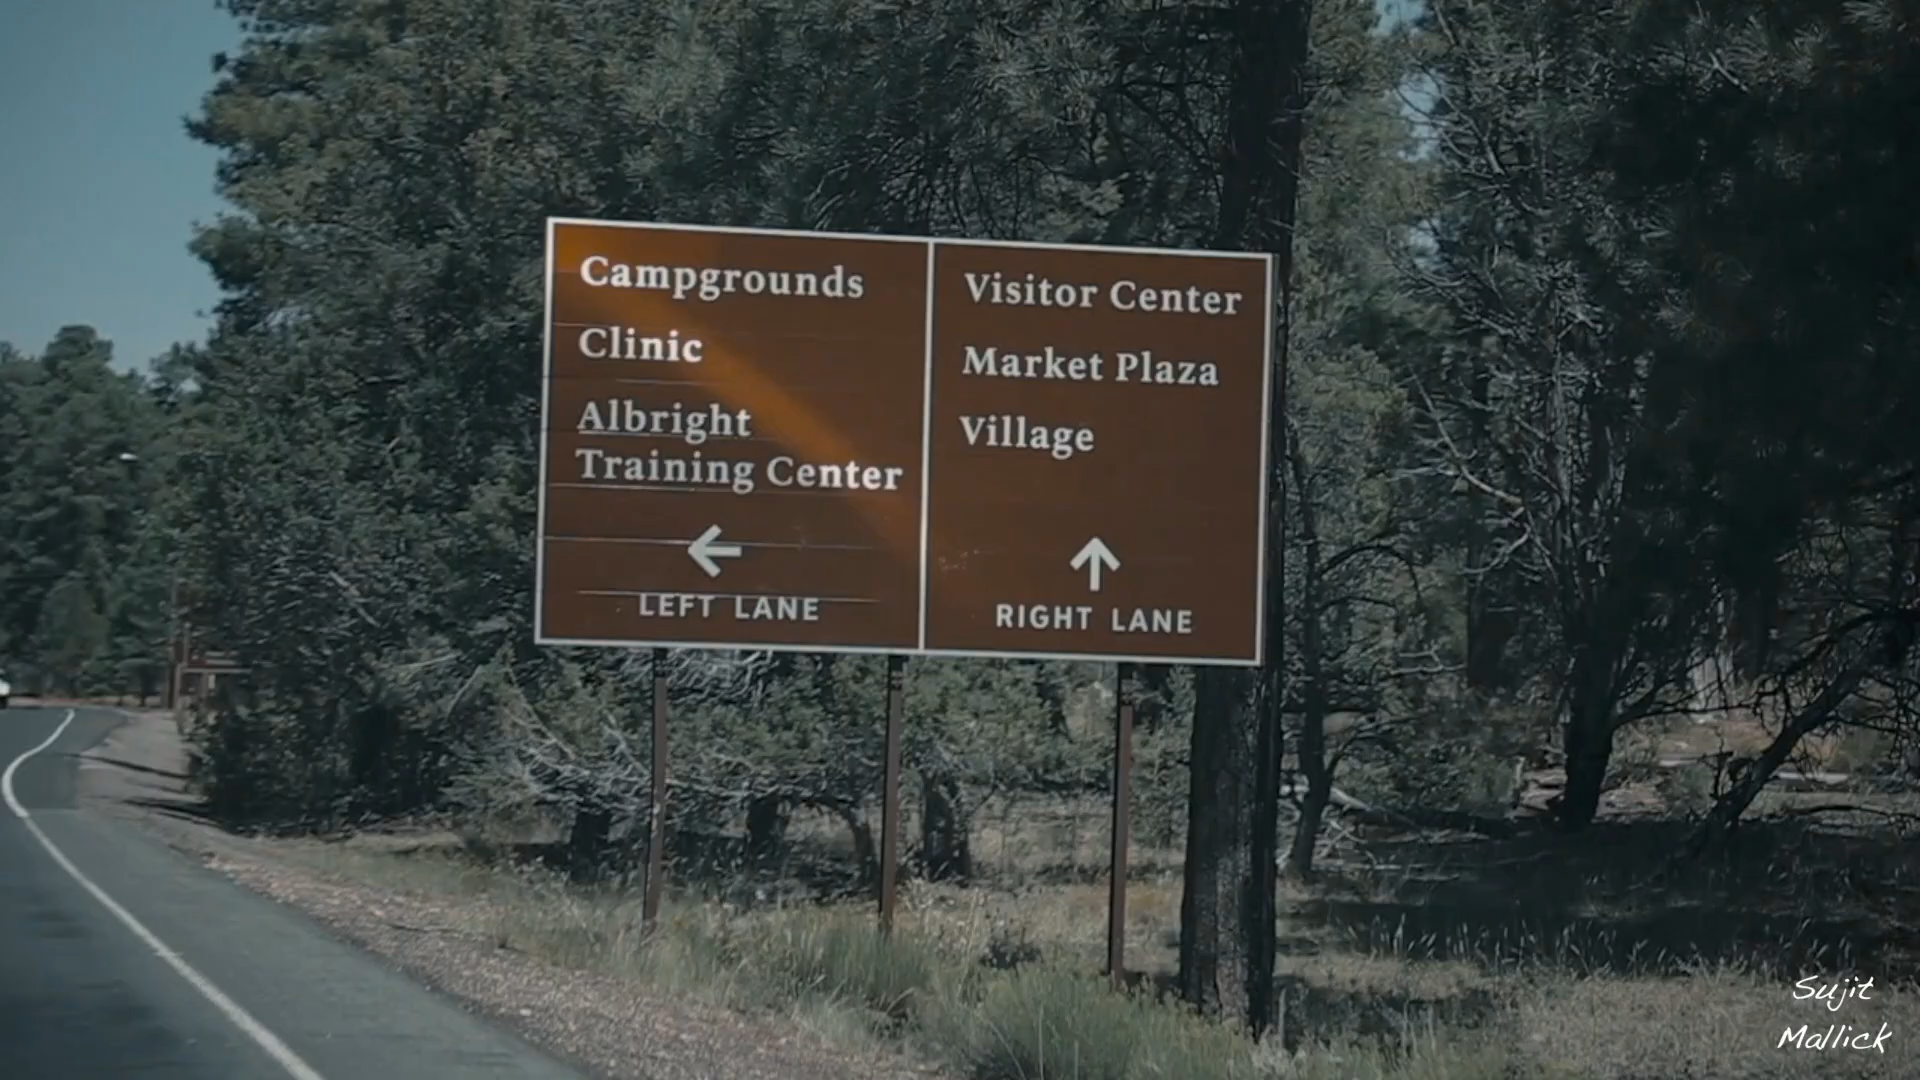 Campgrounds
Clinic
Albright
Training Center
LEFT LANE
Visitor Center
Market Plaza
Village
RIGHT LANE
Sujit
Mallick